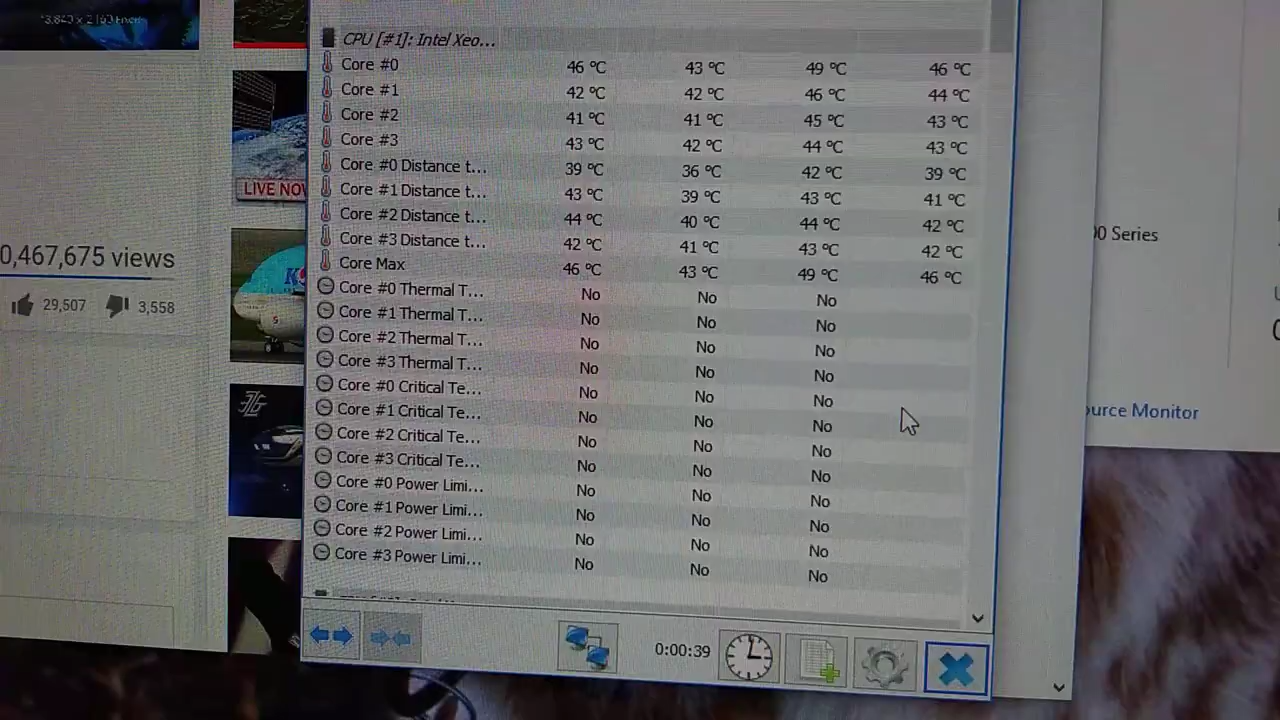 3,840 x 2160
CPU [#1]: Intel Xeo...
Core #0 46 °C 43 °C 49 °C 46 °C
Core #1 42 °C 42 °C 46 °C 44 °C
Core #2 41 °C 41 °C 45 °C 43 °C
Core #3 43 °C 42 °C 44 °C 43 °C
Core #0 Distance t... 39 °C 36 °C 42 °C 39 °C
Core #1 Distance t... 43 °C 39 °C 43 °C 41 °C
Core #2 Distance t... 44 °C 40 °C 44 °C 42 °C
Core #3 Distance t... 42 °C 41 °C 43 °C 42 °C
Core Max 46 °C 43 °C 49 °C 46 °C
Core #0 Thermal T... No No No
Core #1 Thermal T... No No No
Core #2 Thermal T... No No No
Core #3 Thermal T... No No No
Core #0 Critical Te... No No No
Core #1 Critical Te... No No No
Core #2 Critical Te... No No No
Core #3 Critical Te... No No No
Core #0 Power Limi... No No No
Core #1 Power Limi... No No No
Core #2 Power Limi... No No No
Core #3 Power Limi... No No No
0:00:39
LIVE NOW
0,467,675 views
29,507 3,558
00 Series
ource Monitor